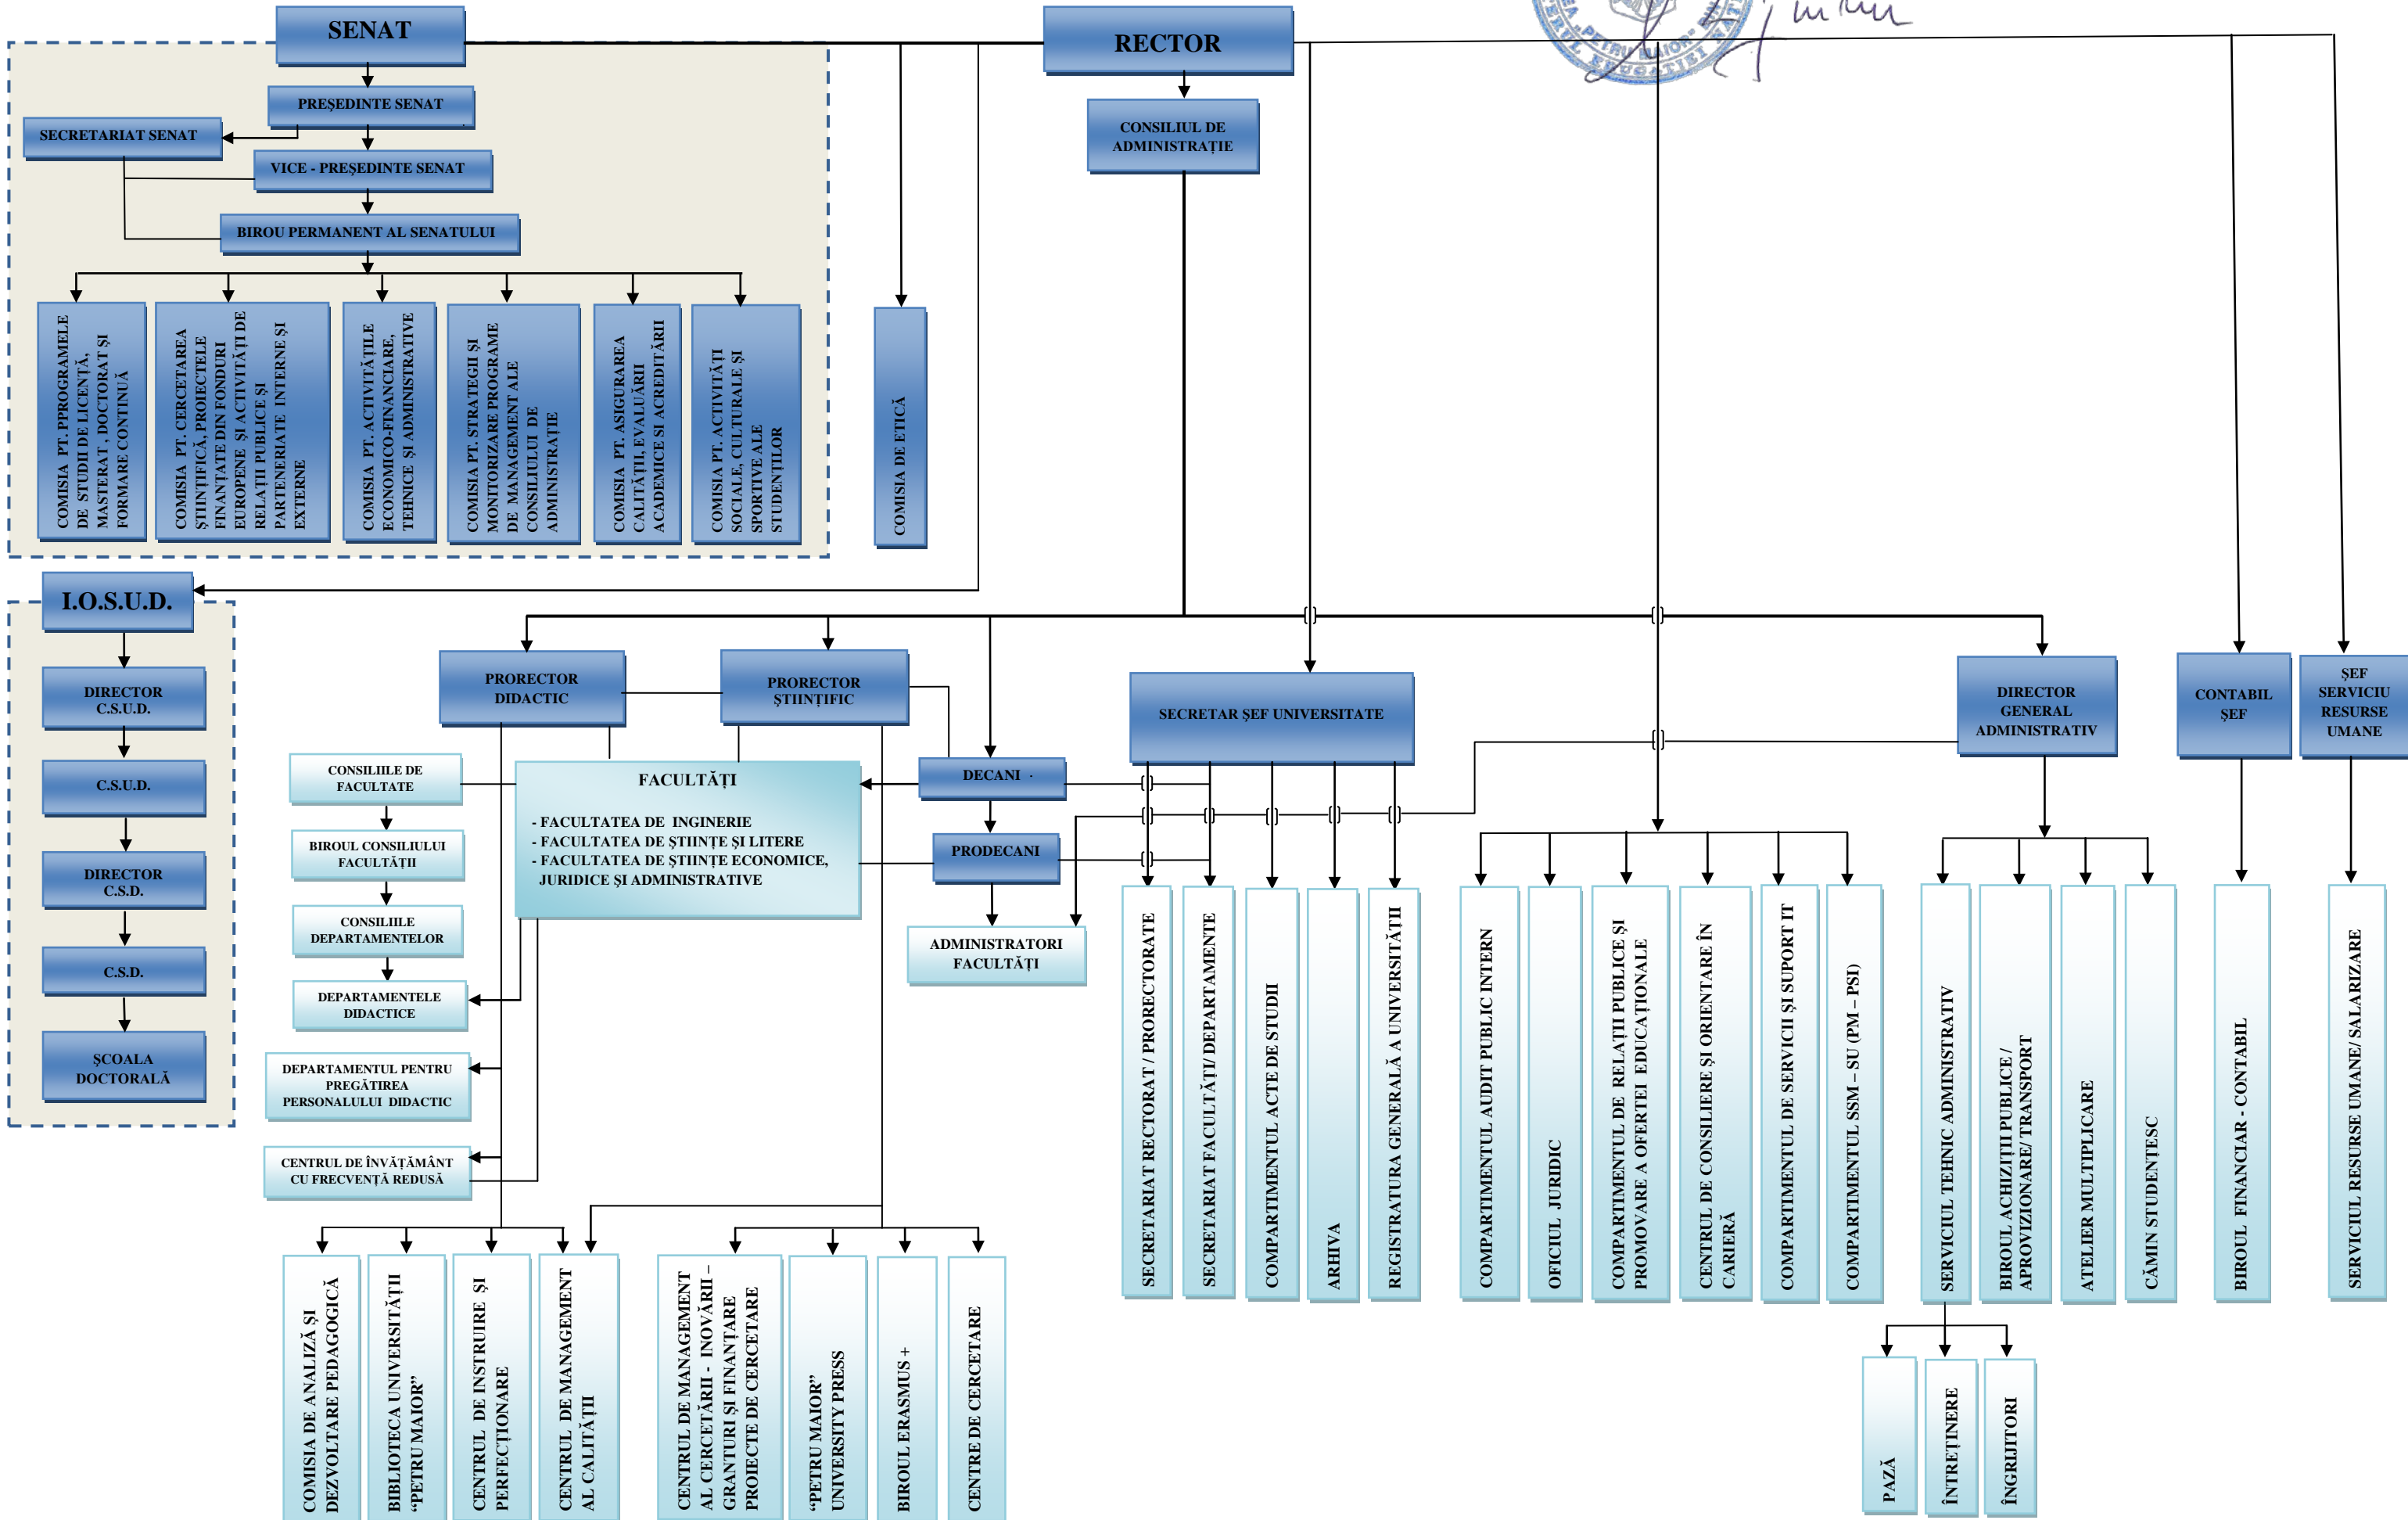 SENAT
RECTOR
PREŞEDINTE SENAT
SECRETARIAT SENAT
VICE - PREŞEDINTE SENAT
BIROU PERMANENT AL SENATULUI
CONSILIUL DE
ADMINISTRAŢIE
COMISIA PT. PPROGRAMELE
DE STUDII DE LICENŢĂ,
MASTERAT , DOCTORAT ŞI
FORMARE CONTINUĂ
COMISIA PT. CERCETAREA
ŞTIINŢIFICĂ, PROIECTELE
FINANŢATE DIN FONDURI
EUROPENE ŞI ACTIVITĂŢI DE
RELAŢII PUBLICE ŞI
PARTENERIATE INTERNE ŞI
EXTERNE
COMISIA PT. ACTIVITĂŢILE
ECONOMICO-FINANCIARE,
TEHNICE ŞI ADMINISTRATIVE
COMISIA PT. STRATEGII ŞI
MONITORIZARE PROGRAME
DE MANAGEMENT ALE
CONSILIULUI DE
ADMINISTRAŢIE
COMISIA PT. ASIGURAREA
CALITĂŢII, EVALUĂRII
ACADEMICE SI ACREDITĂRII
COMISIA PT. ACTIVITĂŢI
SOCIALE, CULTURALE ŞI
SPORTIVE ALE
STUDENŢILOR
COMISIA DE ETICĂ
I.O.S.U.D.
DIRECTOR
C.S.U.D.
C.S.U.D.
DIRECTOR
C.S.D.
C.S.D.
ŞCOALA
DOCTORALĂ
PRORECTOR
DIDACTIC
PRORECTOR
ŞTIINŢIFIC
SECRETAR ŞEF UNIVERSITATE
DIRECTOR
GENERAL
ADMINISTRATIV
CONTABIL
ŞEF
ŞEF
SERVICIU
RESURSE
UMANE
CONSILIILE DE
FACULTATE
BIROUL CONSILIULUI
FACULTĂŢII
CONSILIILE
DEPARTAMENTELOR
DEPARTAMENTELE
DIDACTICE
DEPARTAMENTUL PENTRU
PREGĂTIREA
PERSONALULUI DIDACTIC
CENTRUL DE ÎNVĂŢĂMÂNT
CU FRECVENŢĂ REDUSĂ
FACULTĂŢI
- FACULTATEA DE INGINERIE
- FACULTATEA DE ŞTIINŢE ŞI LITERE
- FACULTATEA DE ŞTIINŢE ECONOMICE,
JURIDICE ŞI ADMINISTRATIVE
DECANI
PRODECANI
ADMINISTRATORI
FACULTĂŢI
SECRETARIAT RECTORAT / PRORECTORATE
SECRETARIAT FACULTĂŢI/ DEPARTAMENTE
COMPARTIMENTUL ACTE DE STUDII
ARHIVA
REGISTRATURA GENERALĂ A UNIVERSITĂŢII
COMPARTIMENTUL AUDIT PUBLIC INTERN
OFICIUL JURIDIC
COMPARTIMENTUL DE RELAŢII PUBLICE ŞI
PROMOVARE A OFERTEI EDUCAŢIONALE
CENTRUL DE CONSILIERE ŞI ORIENTARE ÎN
CARIERĂ
COMPARTIMENTUL DE SERVICII ŞI SUPORT IT
COMPARTIMENTUL SSM – SU (PM – PSI)
SERVICIUL TEHNIC ADMINISTRATIV
BIROUL ACHIZIŢII PUBLICE /
APROVIZIONARE/ TRANSPORT
ATELIER MULTIPLICARE
CĂMIN STUDENŢESC
BIROUL FINANCIAR - CONTABIL
SERVICIUL RESURSE UMANE/ SALARIZARE
COMISIA DE ANALIZĂ ŞI
DEZVOLTARE PEDAGOGICĂ
BIBLIOTECA UNIVERSITĂŢII
“PETRU MAIOR”
CENTRUL DE INSTRUIRE ŞI
PERFECŢIONARE
CENTRUL DE MANAGEMENT
AL CALITĂŢII
CENTRUL DE MANAGEMENT
AL CERCETĂRII - INOVĂRII –
GRANTURI ŞI FINANŢARE
PROIECTE DE CERCETARE
“PETRU MAIOR”
UNIVERSITY PRESS
BIROUL ERASMUS +
CENTRE DE CERCETARE
PAZĂ
ÎNTREŢINERE
ÎNGRIJITORI